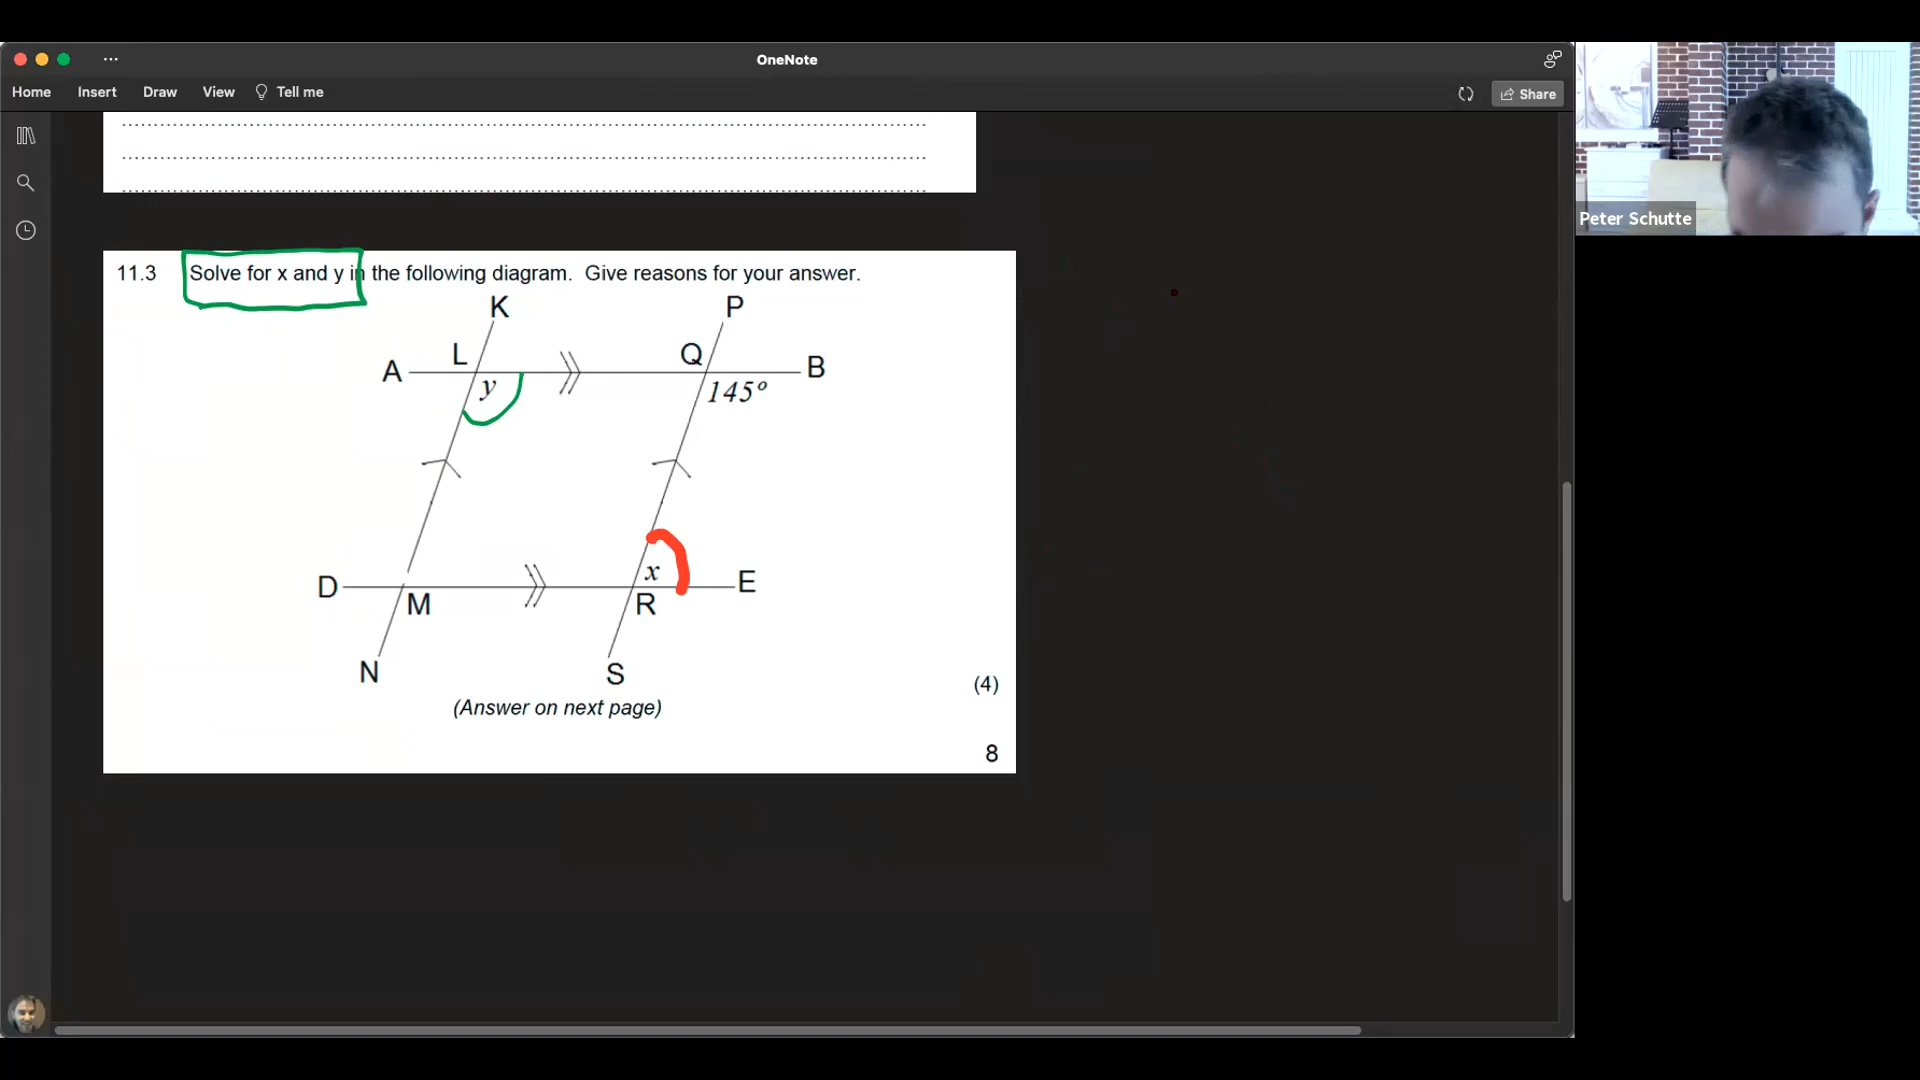 OneNote
Home Insert Draw View Tell me
Share
Peter Schutte
11.3 Solve for x and y in the following diagram. Give reasons for your answer.
K P
L Q
A B
y 145º
x
D E
M R
N S
(4)
(Answer on next page)
8